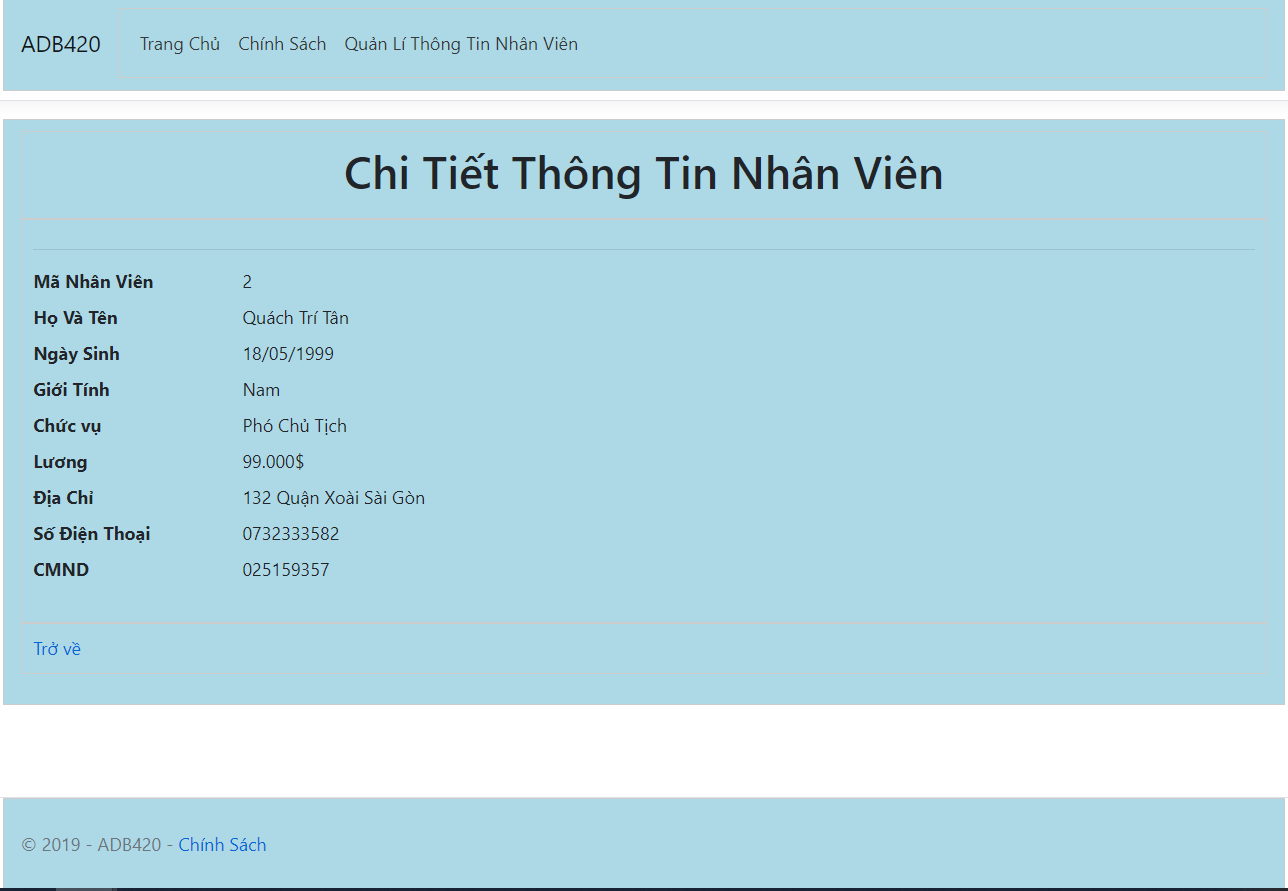 ADB420 Trang Chủ Chính Sách Quản Lí Thông Tin Nhân Viên
Chi Tiết Thông Tin Nhân Viên
Mã Nhân Viên 2
Họ Và Tên Quách Trí Tân
Ngày Sinh 18/05/1999
Giới Tính Nam
Chức vụ Phó Chủ Tịch
Lương 99.000$
Địa Chỉ 132 Quận Xoài Sài Gòn
Số Điện Thoại 0732333582
CMND 025159357
Trở về
© 2019 - ADB420 - Chính Sách